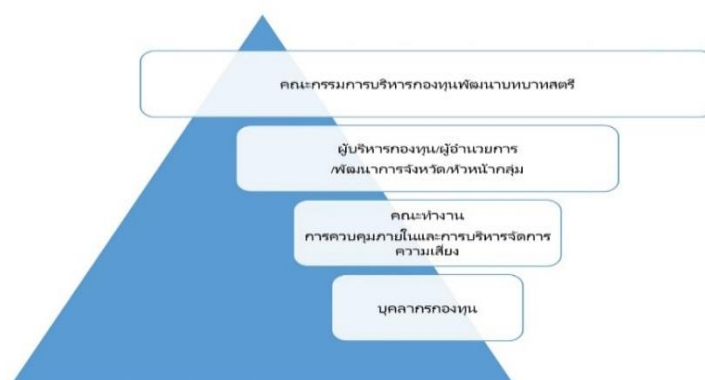 คณะกรรมการบริหารกองทุนพัฒนาบทบาทสตรี
ผู้บริหารกองทุน/ผู้อำนวยการ
/พัฒนาการจังหวัด/หัวหน้ากลุ่ม
คณะทำงาน
การควบคุมภายในและการบริหารจัดการ
ความเสี่ยง
บุคลากรกองทุน